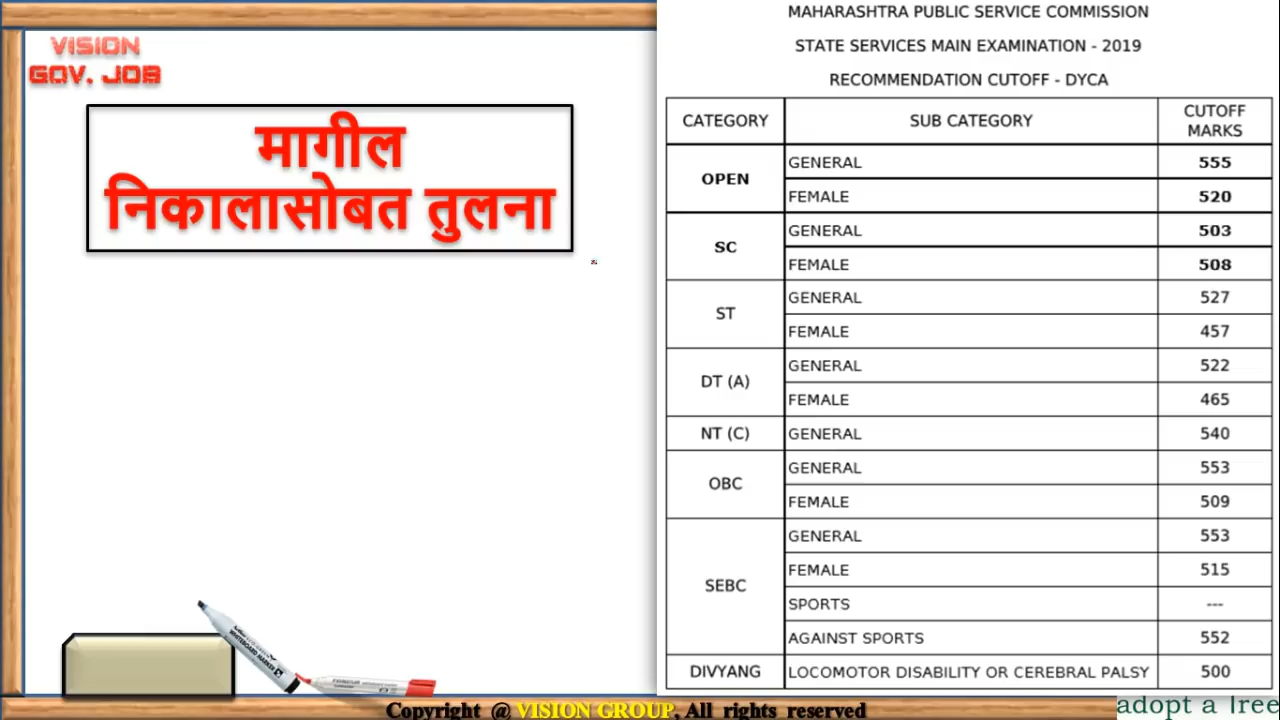 VISION
GOV. JOB
मागील
निकालासोबत तुलना
MAHARASHTRA PUBLIC SERVICE COMMISSION
STATE SERVICES MAIN EXAMINATION - 2019
RECOMMENDATION CUTOFF - DYCA
CATEGORY SUB CATEGORY CUTOFF MARKS
OPEN GENERAL 555
FEMALE 520
SC GENERAL 503
FEMALE 508
ST GENERAL 527
FEMALE 457
DT (A) GENERAL 522
FEMALE 465
NT (C) GENERAL 540
OBC GENERAL 553
FEMALE 509
SEBC GENERAL 553
FEMALE 515
SPORTS ---
AGAINST SPORTS 552
DIVYANG LOCOMOTOR DISABILITY OR CEREBRAL PALSY 500
WHITEBOARD MARKER
Copyright @ VISION GROUP, All rights reserved
adopt a Tree